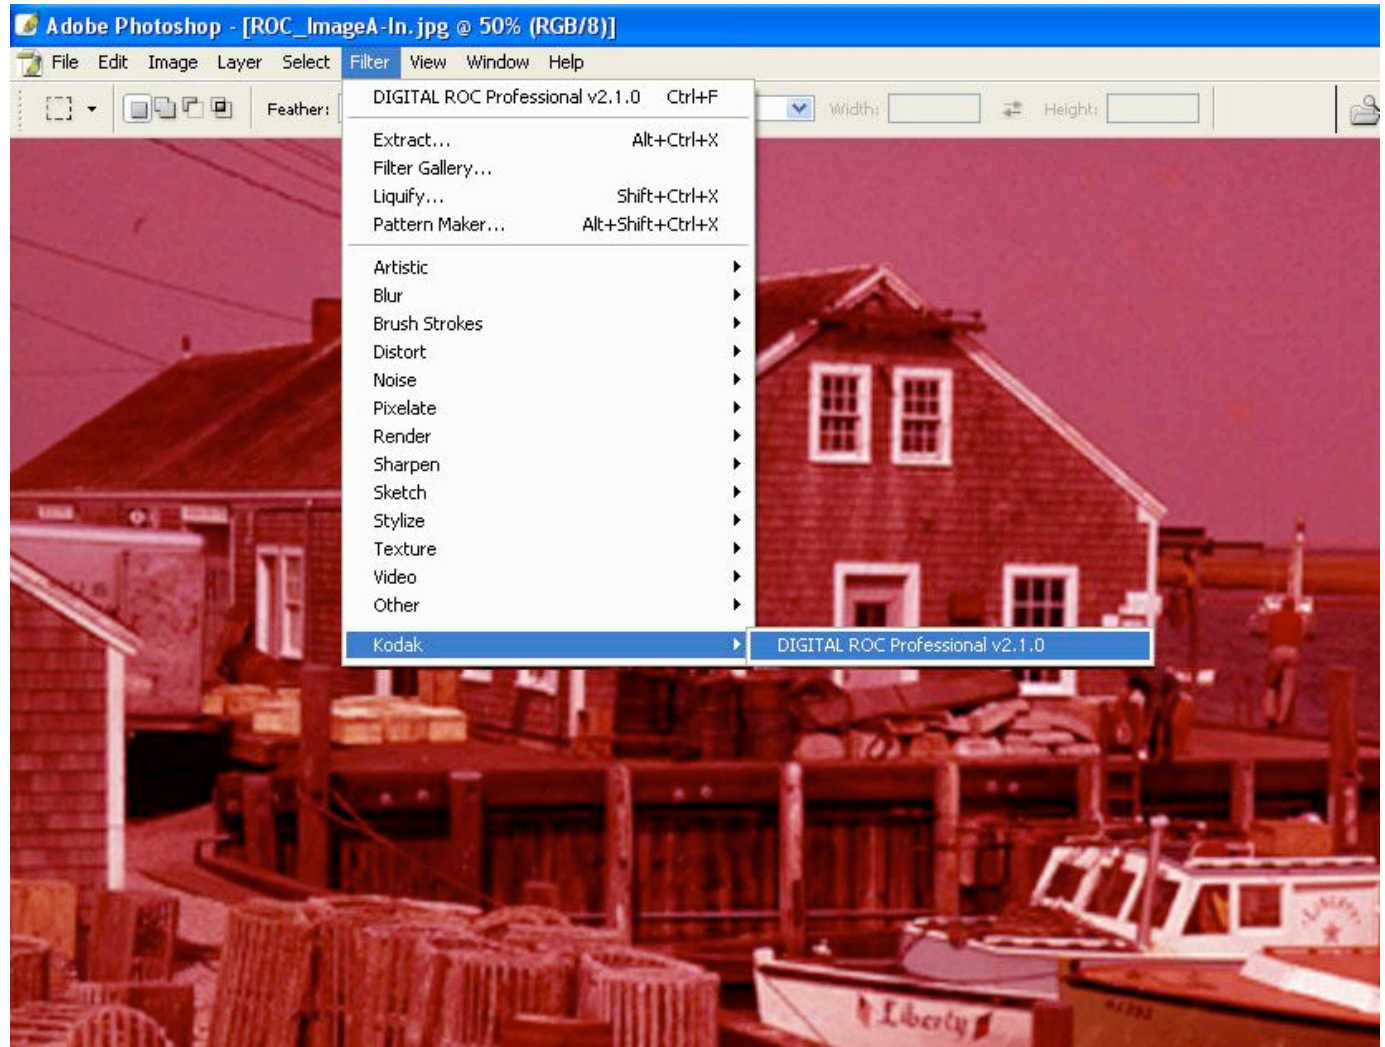 Adobe Photoshop - [ROC_ImageA-In.jpg @ 50% (RGB/8)]
File Edit Image Layer Select Filter View Window Help
Feather: Width: Height:
DIGITAL ROC Professional v2.1.0 Ctrl+F
Extract... Alt+Ctrl+X
Filter Gallery...
Liquify... Shift+Ctrl+X
Pattern Maker... Alt+Shift+Ctrl+X
Artistic
Blur
Brush Strokes
Distort
Noise
Pixelate
Render
Sharpen
Sketch
Stylize
Texture
Video
Other
Kodak DIGITAL ROC Professional v2.1.0
Liberty